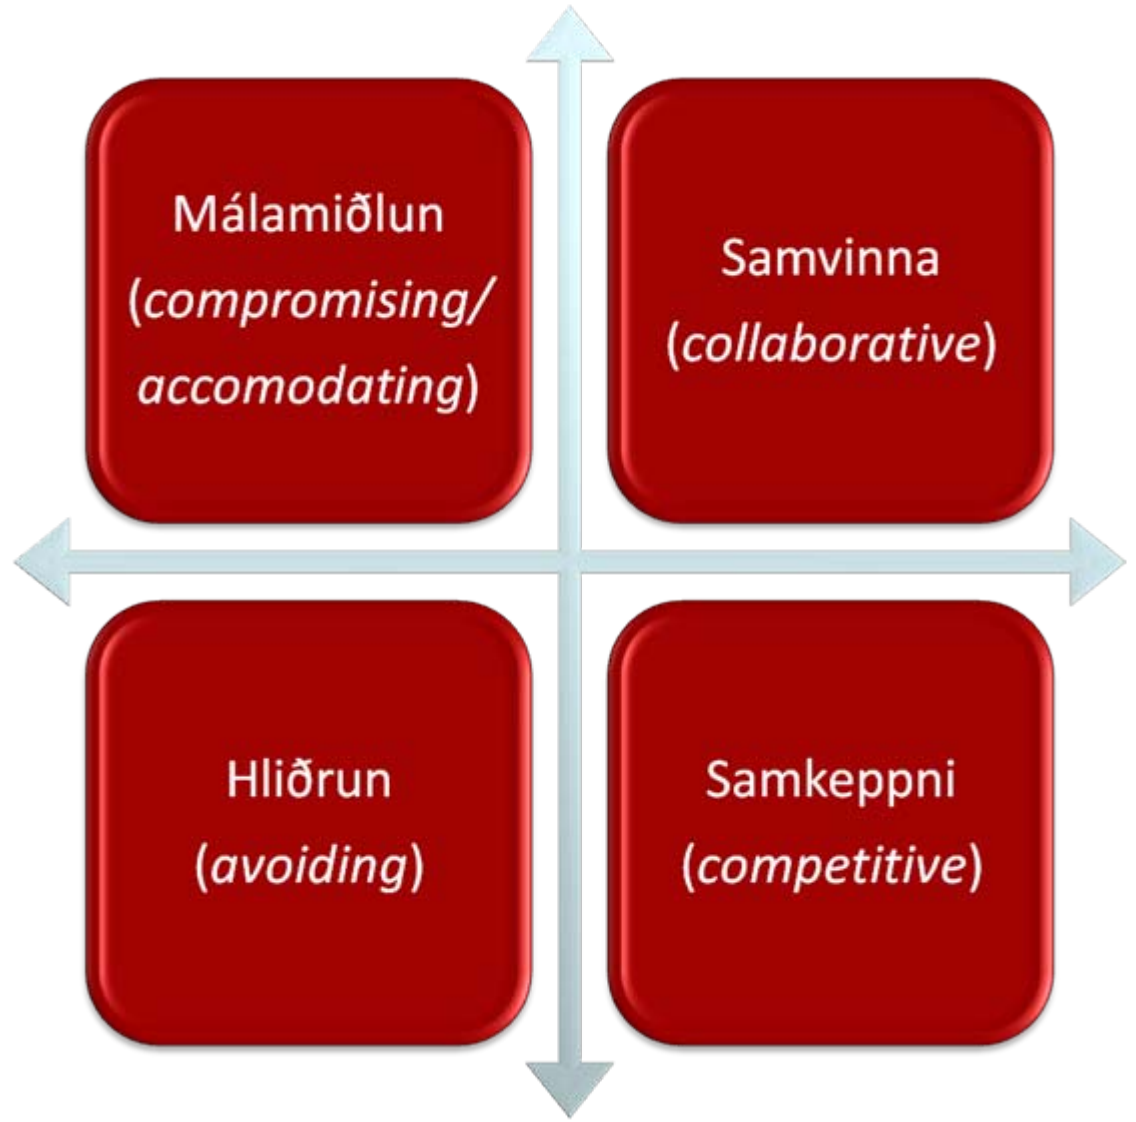 Málamiðlun
(compromising/
accomodating)
Samvinna
(collaborative)
Hliðrun
(avoiding)
Samkeppni
(competitive)